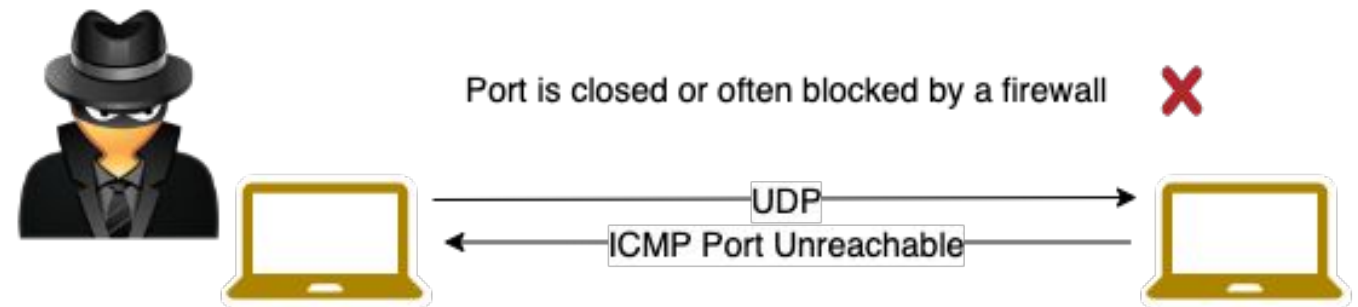 Port is closed or often blocked by a firewall
UDP
ICMP Port Unreachable